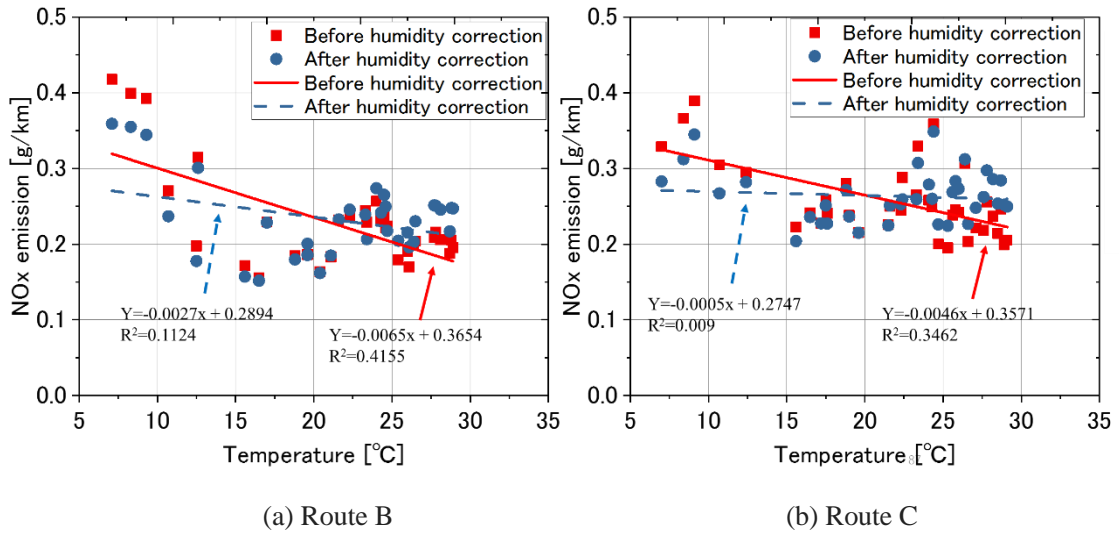 0.5
0.4
0.3
0.2
0.1
0.0
NOx emission [g/km]
Before humidity correction
After humidity correction
Before humidity correction
After humidity correction
Y=-0.0027x + 0.2894
R²=0.1124
Y=-0.0065x + 0.3654
R²=0.4155
5 10 15 20 25 30 35
Temperature [℃]
(a) Route B
0.5
0.4
0.3
0.2
0.1
0.0
NOx emission [g/km]
Before humidity correction
After humidity correction
Before humidity correction
After humidity correction
Y=-0.0005x + 0.2747
R²=0.009
Y=-0.0046x + 0.3571
R²=0.3462
5 10 15 20 25 30 35
Temperature [℃]
(b) Route C